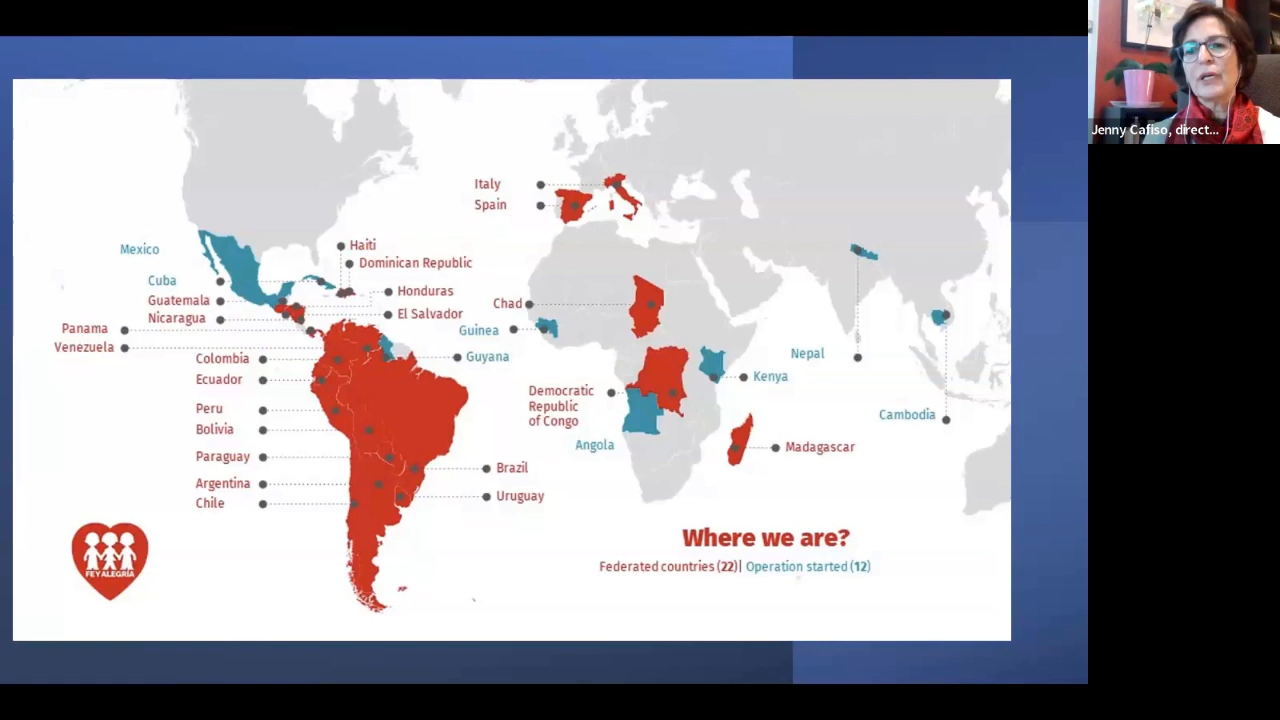 Jenny Cafiso, direct...
Italy
Spain
Mexico
Haiti
Dominican Republic
Cuba
Guatemala
Honduras
Nicaragua
El Salvador
Panama
Venezuela
Chad
Guinea
Colombia
Guyana
Ecuador
Peru
Bolivia
Paraguay
Argentina
Chile
Brazil
Uruguay
Democratic
Republic
of Congo
Angola
Kenya
Nepal
Cambodia
Madagascar
FE Y ALEGRÍA
Where we are?
Federated countries (22)| Operation started (12)